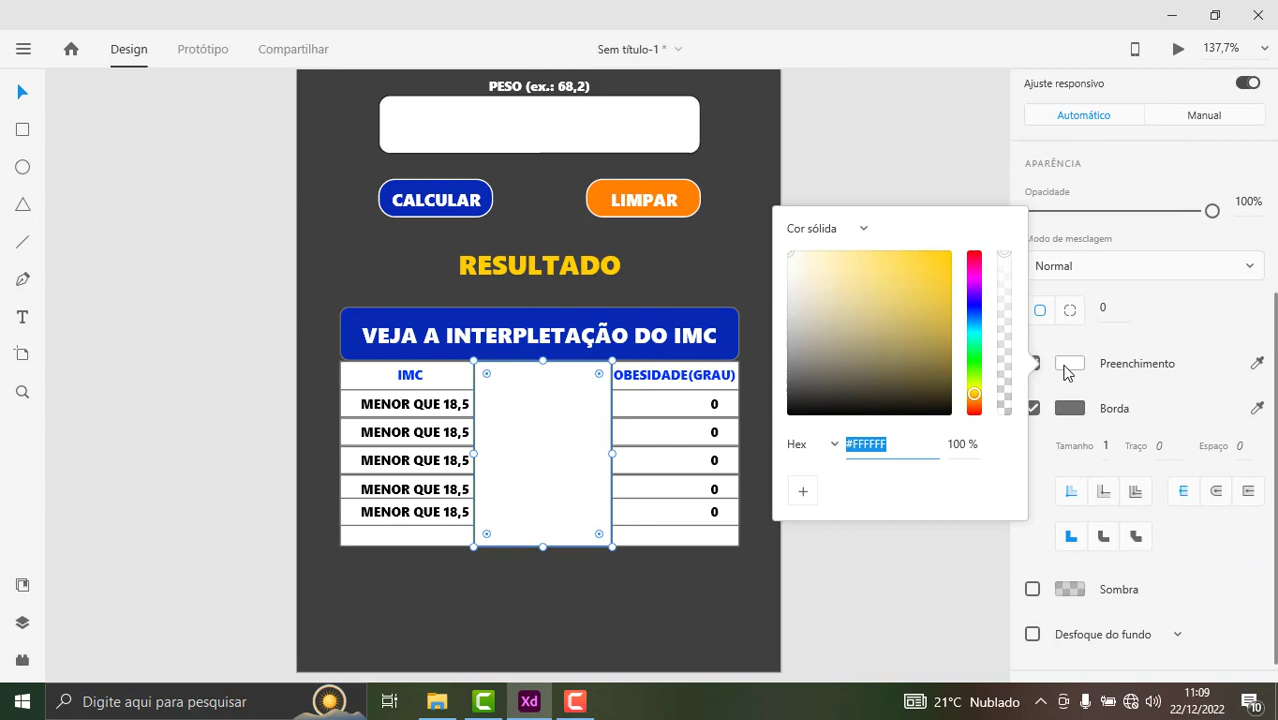 Design
Protótipo
Compartilhar
Sem título-1 *
137,7%
PESO (ex.: 68,2)
CALCULAR
LIMPAR
RESULTADO
VEJA A INTERPLETAÇÃO DO IMC
IMC
OBESIDADE(GRAU)
MENOR QUE 18,5
0
MENOR QUE 18,5
0
MENOR QUE 18,5
0
MENOR QUE 18,5
0
MENOR QUE 18,5
0
Cor sólida
Hex
#FFFFFF
100 %
Ajuste responsivo
Automático
Manual
APARÊNCIA
Opacidade
100%
Modo de mesclagem
Normal
0
Preenchimento
Borda
Tamanho 1
Traço 0
Espaço 0
Sombra
Desfoque do fundo
Digite aqui para pesquisar
Xd
21°C Nublado
11:09
22/12/2022
10